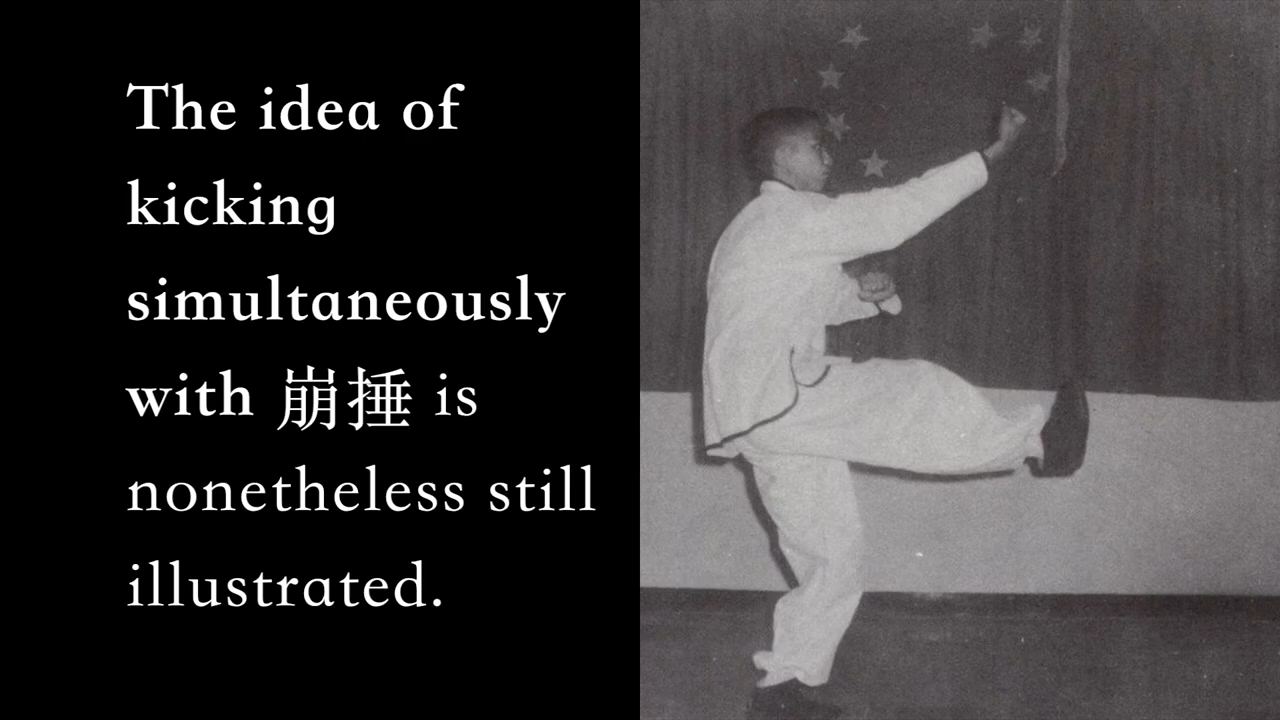 The idea of
kicking
simultaneously
with 崩捶 is
nonetheless still
illustrated.